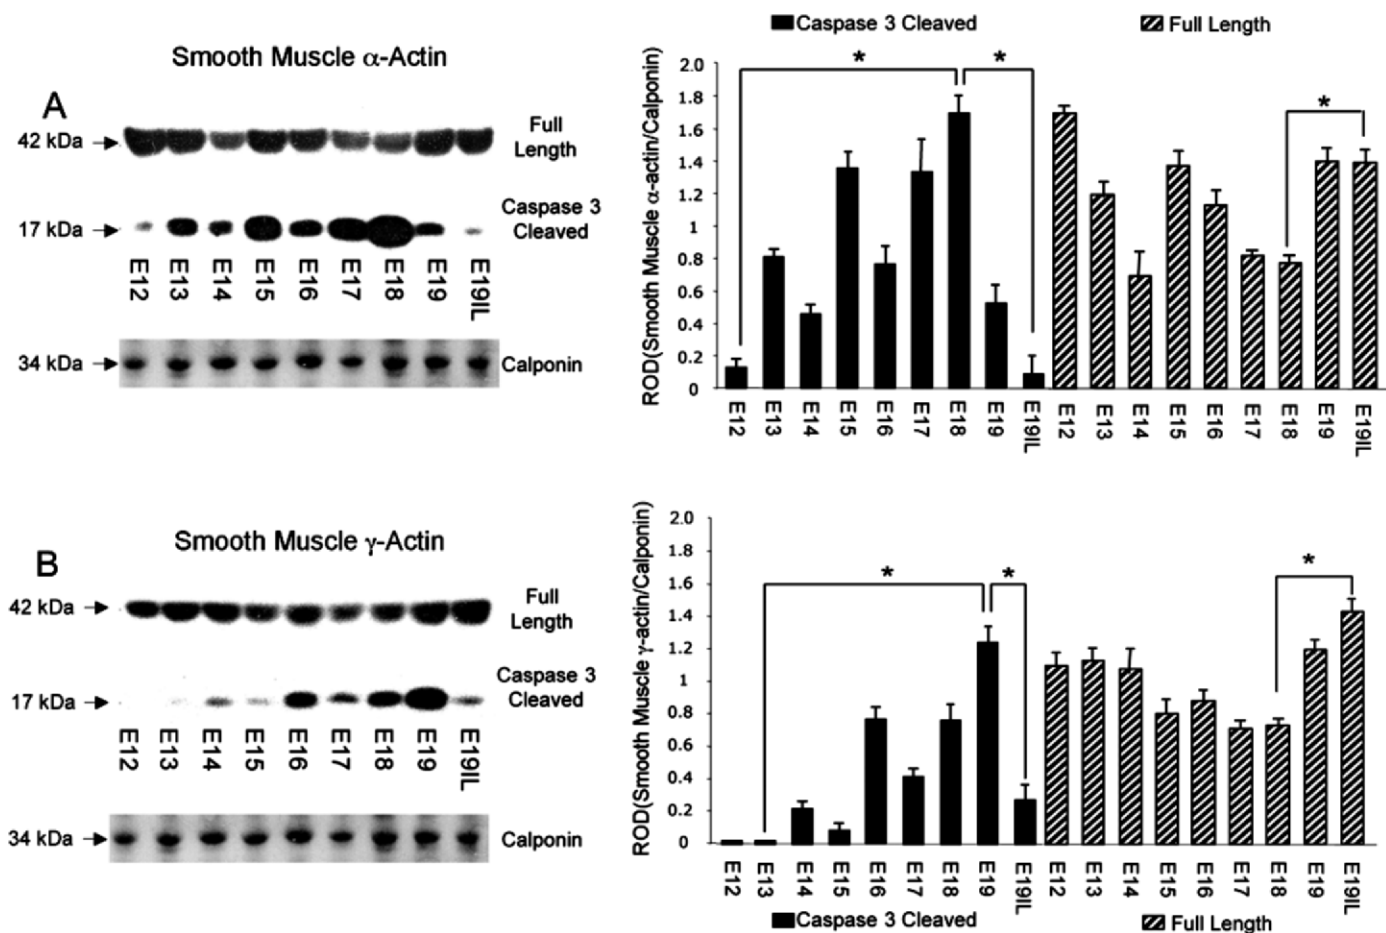 Caspase 3 Cleaved
Full Length
Smooth Muscle α-Actin
A
42 kDa
Full
Length
17 kDa
Caspase 3
Cleaved
E12 E13 E14 E15 E16 E17 E18 E19 E19IL
34 kDa
Calponin
ROD(Smooth Muscle α-actin/Calponin)
2.0
1.8
1.6
1.4
1.2
1
0.8
0.6
0.4
0.2
0
* * *
E12 E13 E14 E15 E16 E17 E18 E19 E19IL E12 E13 E14 E15 E16 E17 E18 E19 E19IL
Smooth Muscle γ-Actin
B
42 kDa
Full
Length
17 kDa
Caspase 3
Cleaved
E12 E13 E14 E15 E16 E17 E18 E19 E19IL
34 kDa
Calponin
ROD(Smooth Muscle γ-actin/Calponin)
2.0
1.8
1.6
1.4
1.2
1
0.8
0.6
0.4
0.2
0
* * *
E12 E13 E14 E15 E16 E17 E18 E19 E19IL E12 E13 E14 E15 E16 E17 E18 E19 E19IL
Caspase 3 Cleaved
Full Length